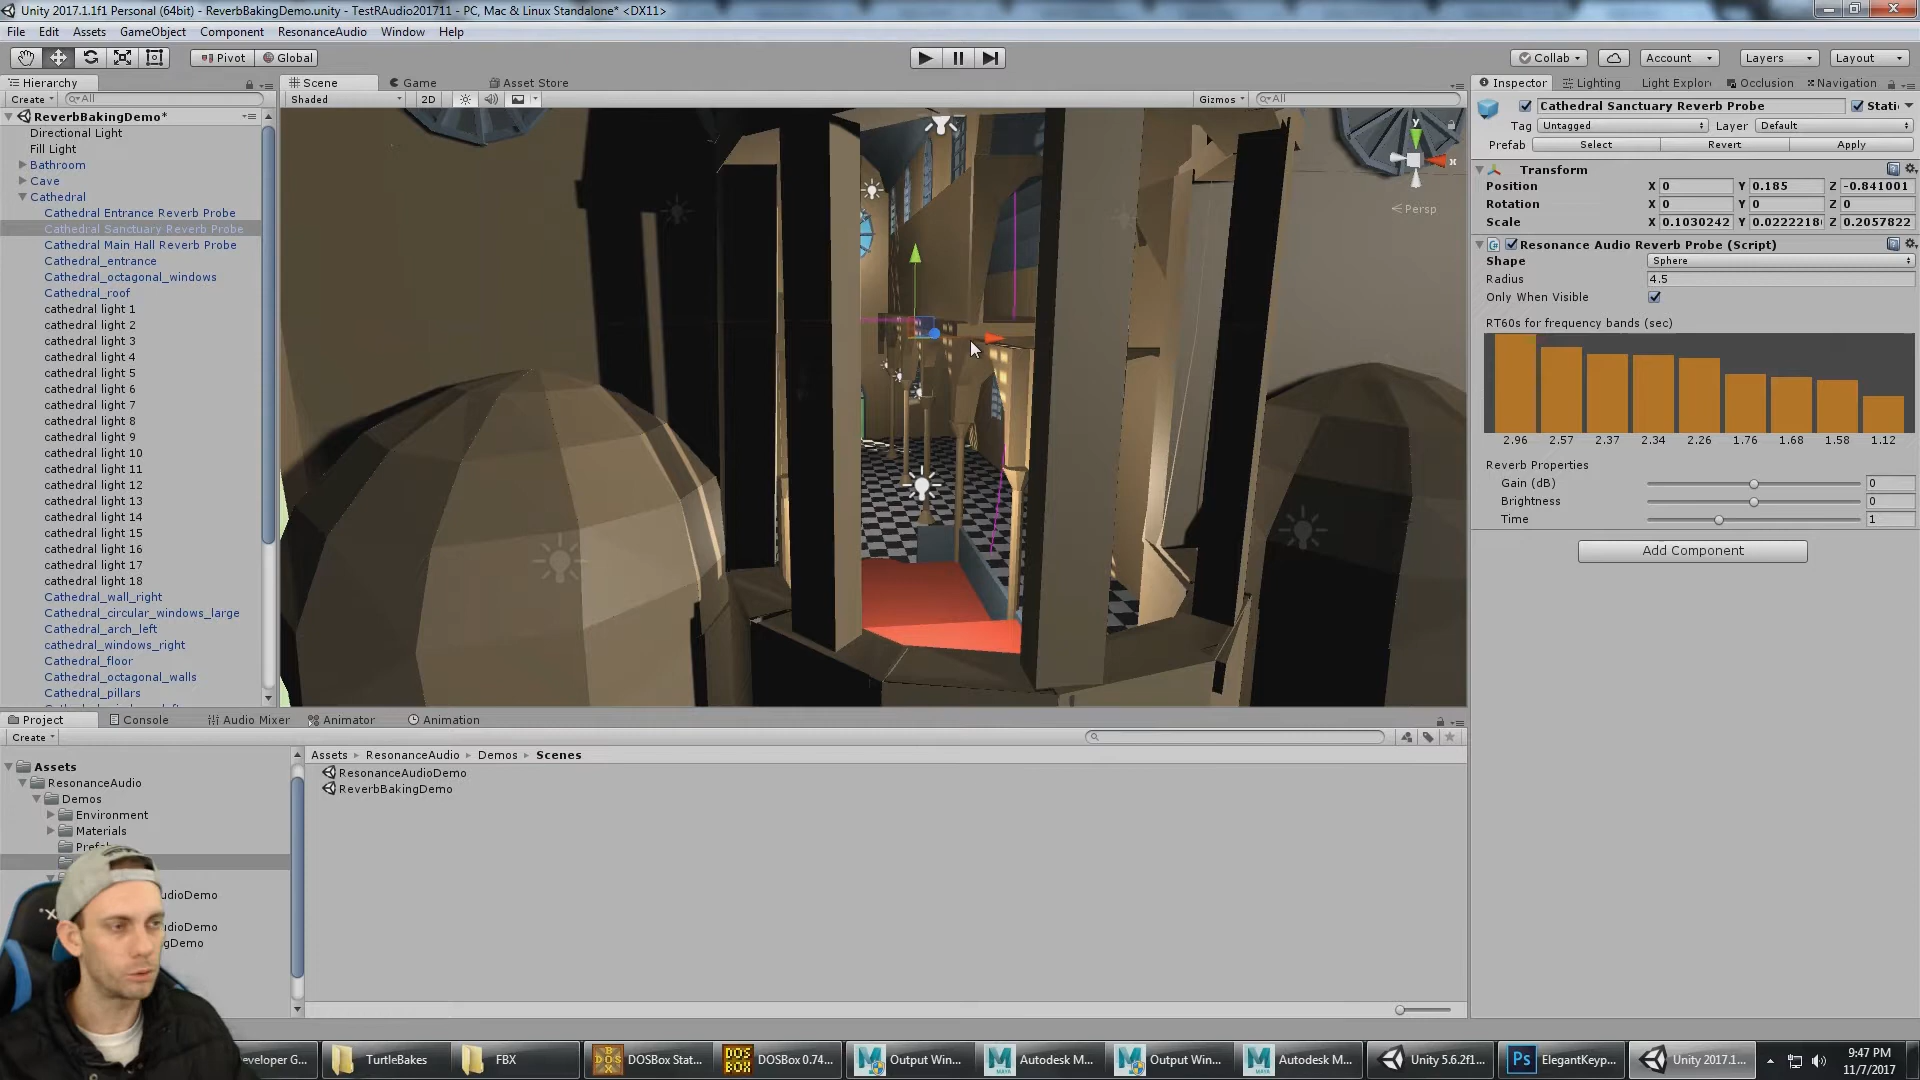 Unity 2017.1.1f1 Personal (64bit) - ReverbBakingDemo.unity - TestRAudio201711 - PC, Mac & Linux Standalone* <DX11>
File Edit Assets GameObject Component ResonanceAudio Window Help
Pivot Global Collab Account Layers Layout
Hierarchy
Create All
ReverbBakingDemo*
Directional Light
Fill Light
Bathroom
Cave
Cathedral
Cathedral Entrance Reverb Probe
Cathedral Sanctuary Reverb Probe
Cathedral Main Hall Reverb Probe
Cathedral_entrance
Cathedral_octagonal_windows
Cathedral_roof
cathedral light 1
cathedral light 2
cathedral light 3
cathedral light 4
cathedral light 5
cathedral light 6
cathedral light 7
cathedral light 8
cathedral light 9
cathedral light 10
cathedral light 11
cathedral light 12
cathedral light 13
cathedral light 14
cathedral light 15
cathedral light 16
cathedral light 17
cathedral light 18
Cathedral_wall_right
Cathedral_circular_windows_large
Cathedral_arch_left
cathedral_windows_right
Cathedral_floor
Cathedral_octagonal_walls
Cathedral_pillars
Scene Game Asset Store
Shaded 2D Gizmos All
y
x
Persp
Inspector Lighting Light Explor Occlusion Navigation
Cathedral Sanctuary Reverb Probe Stati
Tag Untagged Layer Default
Prefab Select Revert Apply
Transform
Position X 0 Y 0.185 Z -0.841001
Rotation X 0 Y 0 Z 0
Scale X 0.1030242 Y 0.0222218 Z 0.2057822
Resonance Audio Reverb Probe (Script)
Shape Sphere
Radius 4.5
Only When Visible
RT60s for frequency bands (sec)
2.96 2.57 2.37 2.34 2.26 1.76 1.68 1.58 1.12
Reverb Properties
Gain (dB) 0
Brightness 0
Time 1
Add Component
Project Console Audio Mixer Animator Animation
Create
Assets
ResonanceAudio
Demos
Environment
Materials
Prefab
udioDemo
udioDemo
gDemo
Assets ResonanceAudio Demos Scenes
ResonanceAudioDemo
ReverbBakingDemo
eveloper G... TurtleBakes FBX DOSBox Stat... DOSBox 0.74... Output Win... Autodesk M... Output Win... Autodesk M... Unity 5.6.2f1... ElegantKeyp... Unity 2017.1...
9:47 PM
11/7/2017